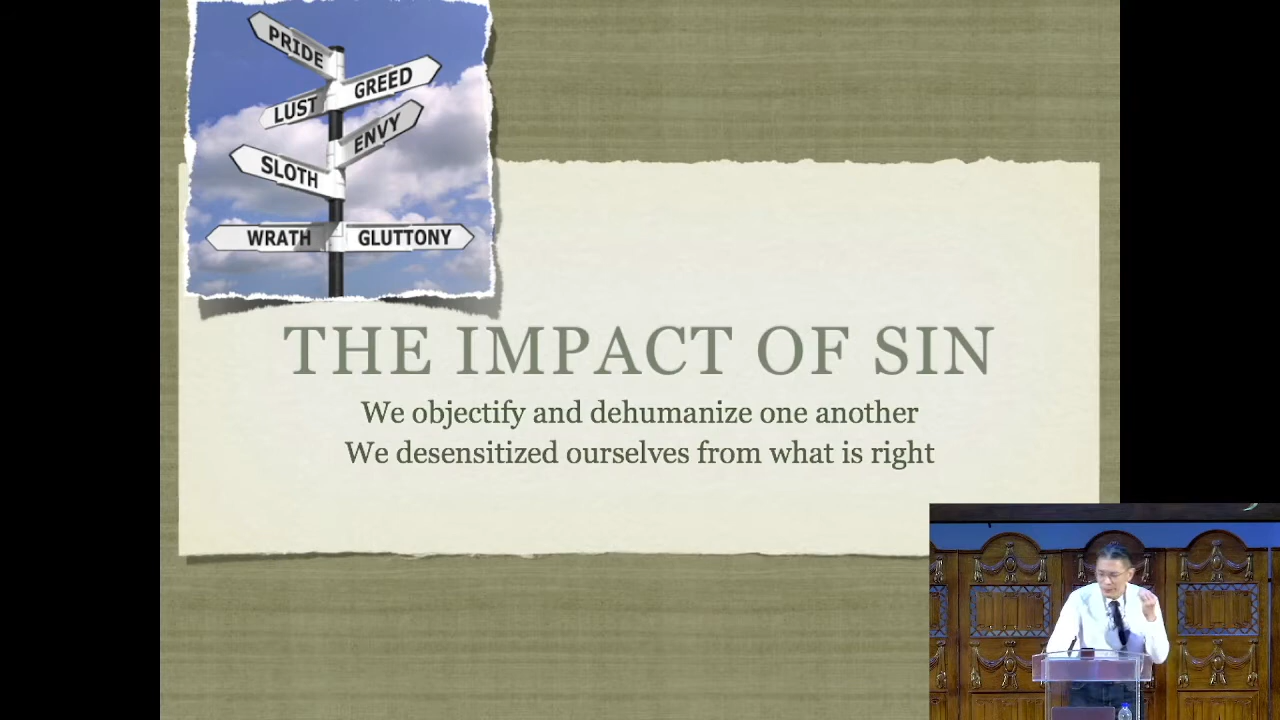 PRIDE
GREED
LUST
ENVY
SLOTH
WRATH
GLUTTONY
THE IMPACT OF SIN
We objectify and dehumanize one another
We desensitized ourselves from what is right